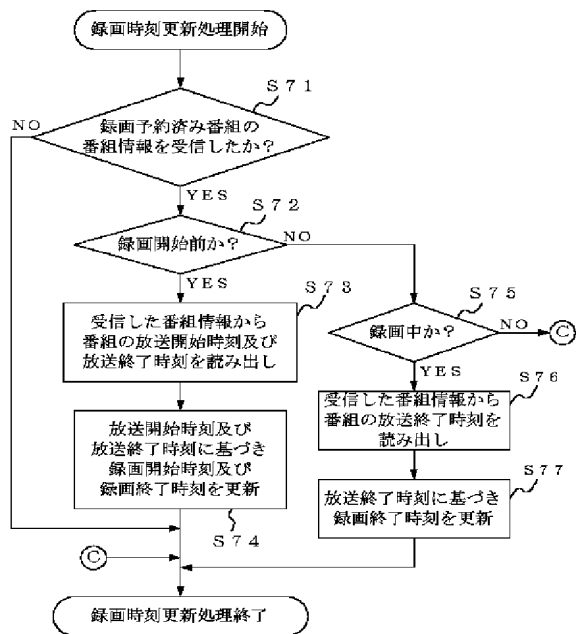 録画時刻更新処理開始
S71
録画予約済み番組の
番組情報を受信したか?
NO
YES
S72
録画開始前か?
NO
YES
S73
受信した番組情報から
番組の放送開始時刻及び
放送終了時刻を読み出し
放送開始時刻及び
放送終了時刻に基づき
録画開始時刻及び
録画終了時刻を更新
S74
S75
録画中か?
NO
C
YES
S76
受信した番組情報から
番組の放送終了時刻を
読み出し
S77
放送終了時刻に基づき
録画終了時刻を更新
C
録画時刻更新処理終了